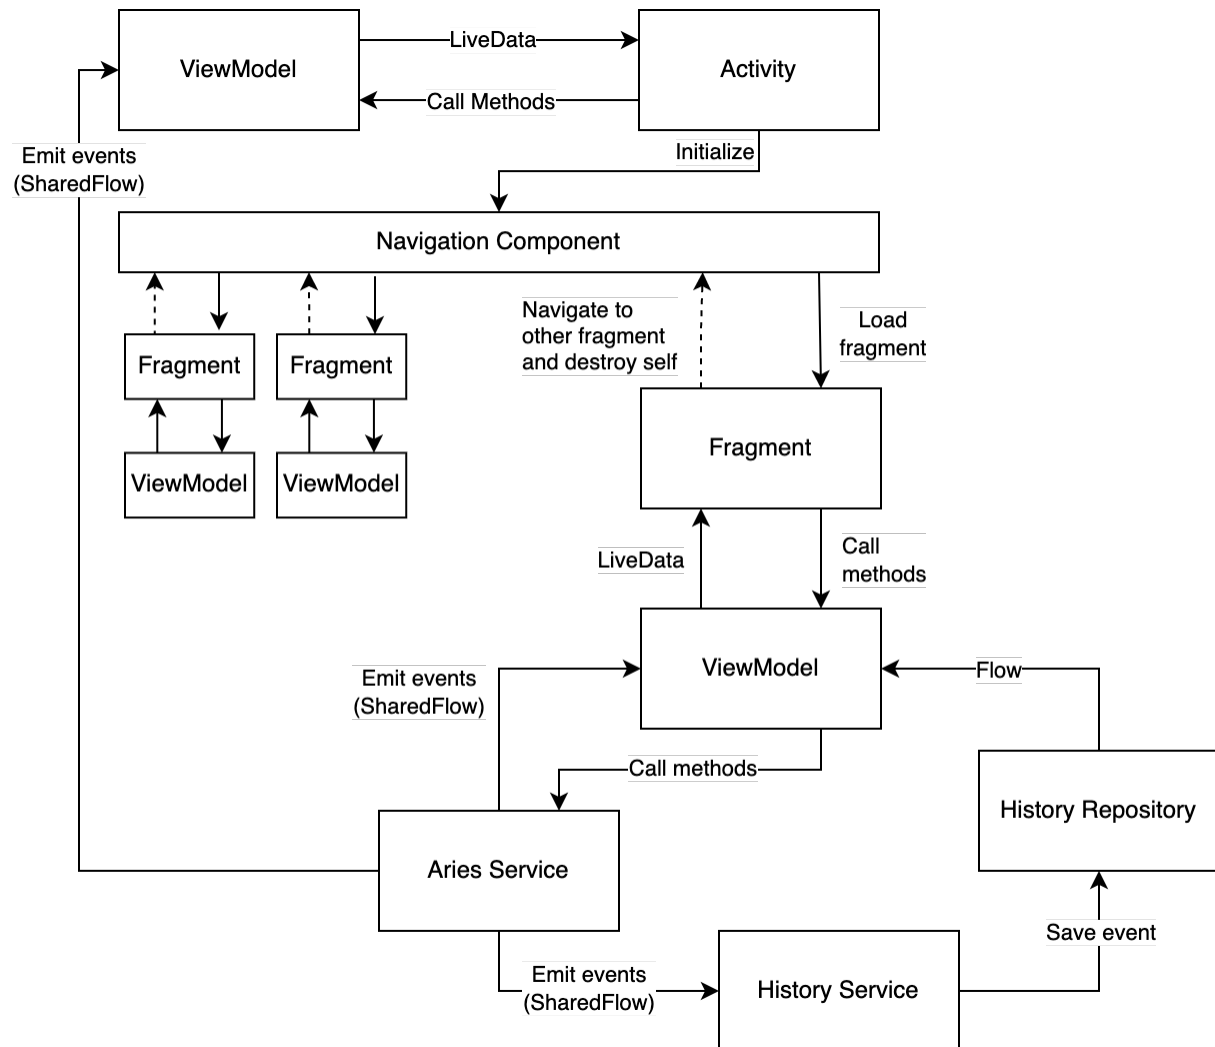 LiveData
ViewModel
Activity
Call Methods
Initialize
Emit events
(SharedFlow)
Navigation Component
Navigate to
other fragment
and destroy self
Load
fragment
Fragment
Fragment
Fragment
ViewModel
ViewModel
LiveData
Call
methods
ViewModel
Emit events
(SharedFlow)
Flow
Call methods
History Repository
Aries Service
Save event
Emit events
(SharedFlow)
History Service